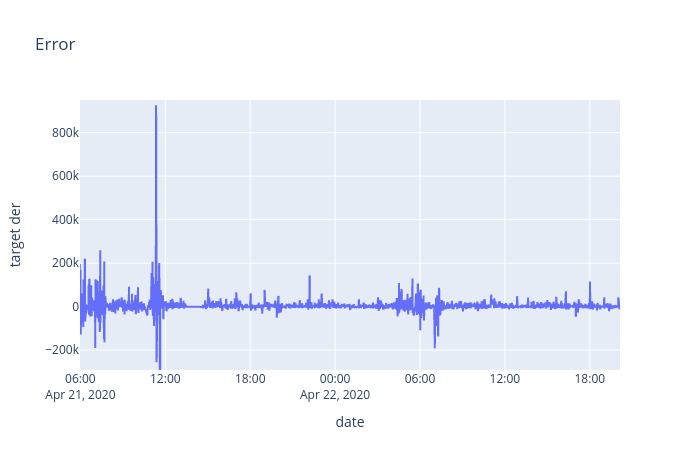 Error
800k
600k
400k
200k
0
−200k
target der
06:00 12:00 18:00 00:00 06:00 12:00 18:00
Apr 21, 2020 Apr 22, 2020
date